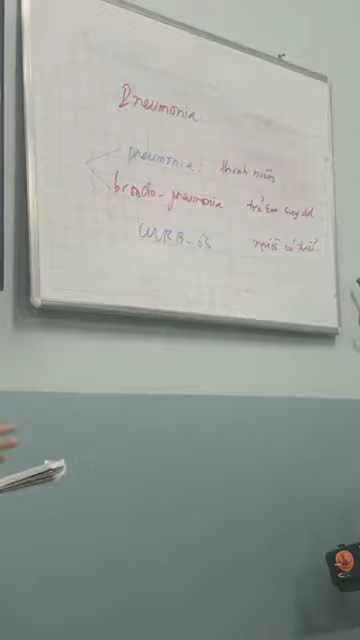 Pneumonia
pneumonia: thanh niên
broncho-pneumonia trẻ em suy dd
CURB-65 người có tuổi